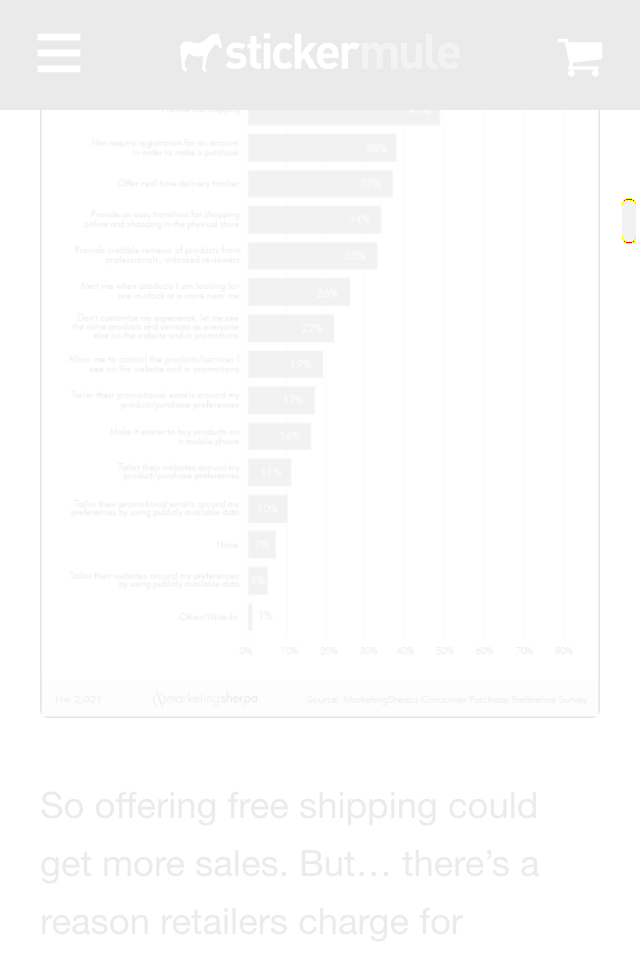 stickermule
49%
Not require registration for an account
in order to make a purchase
38%
Offer real time delivery tracker
37%
Provide an easy transition for shopping
online and shopping in the physical store
34%
Provide credible reviews of products from
professionals, unbiased reviewers
33%
Alert me when products I am looking for
are in-stock at a store near me
26%
Don't customize my experience, let me see
the same products and services as everyone
else on the website and in promotions
22%
Allow me to control the products/services I
see on the website and in promotions
19%
Tailor their promotional emails around my
product/purchase preferences
17%
Make it easier to buy products on
a mobile phone
16%
Tailor their websites around my
product/purchase preferences
11%
Tailor their promotional emails around my
preferences by using publicly available data
10%
None
7%
Tailor their websites around my preferences
by using publicly available data
5%
Other/Write-In
1%
0% 10% 20% 30% 40% 50% 60% 70% 80%
N= 2,021 marketingsherpa Source: MarketingSherpa Consumer Purchase Preference Survey
So offering free shipping could
get more sales. But… there’s a
reason retailers charge for